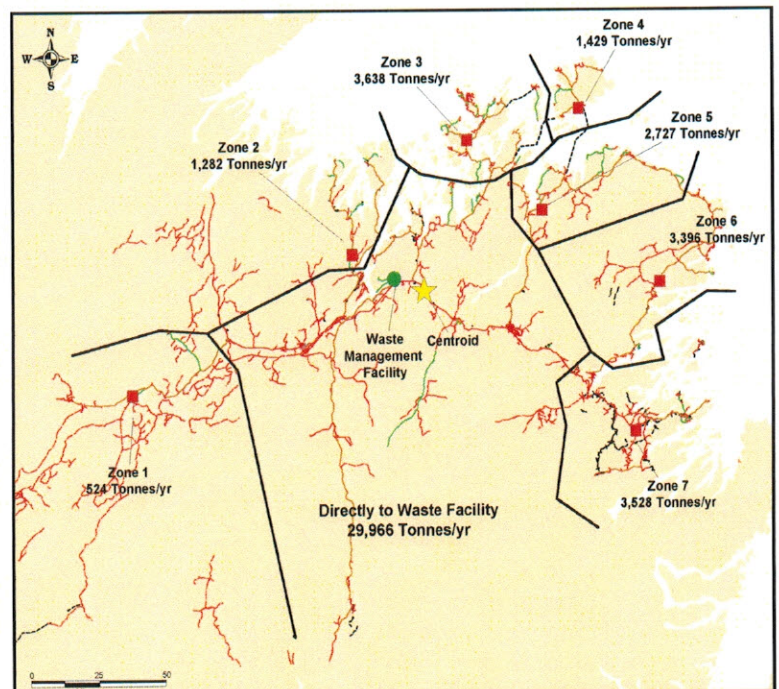 N
W E
S
Zone 4
1,429 Tonnes/yr
Zone 3
3,638 Tonnes/yr
Zone 5
2,727 Tonnes/yr
Zone 2
1,282 Tonnes/yr
Zone 6
3,396 Tonnes/yr
Waste
Management
Facility
Centroid
Zone 1
524 Tonnes/yr
Zone 7
3,528 Tonnes/yr
Directly to Waste Facility
29,966 Tonnes/yr
0 25 50